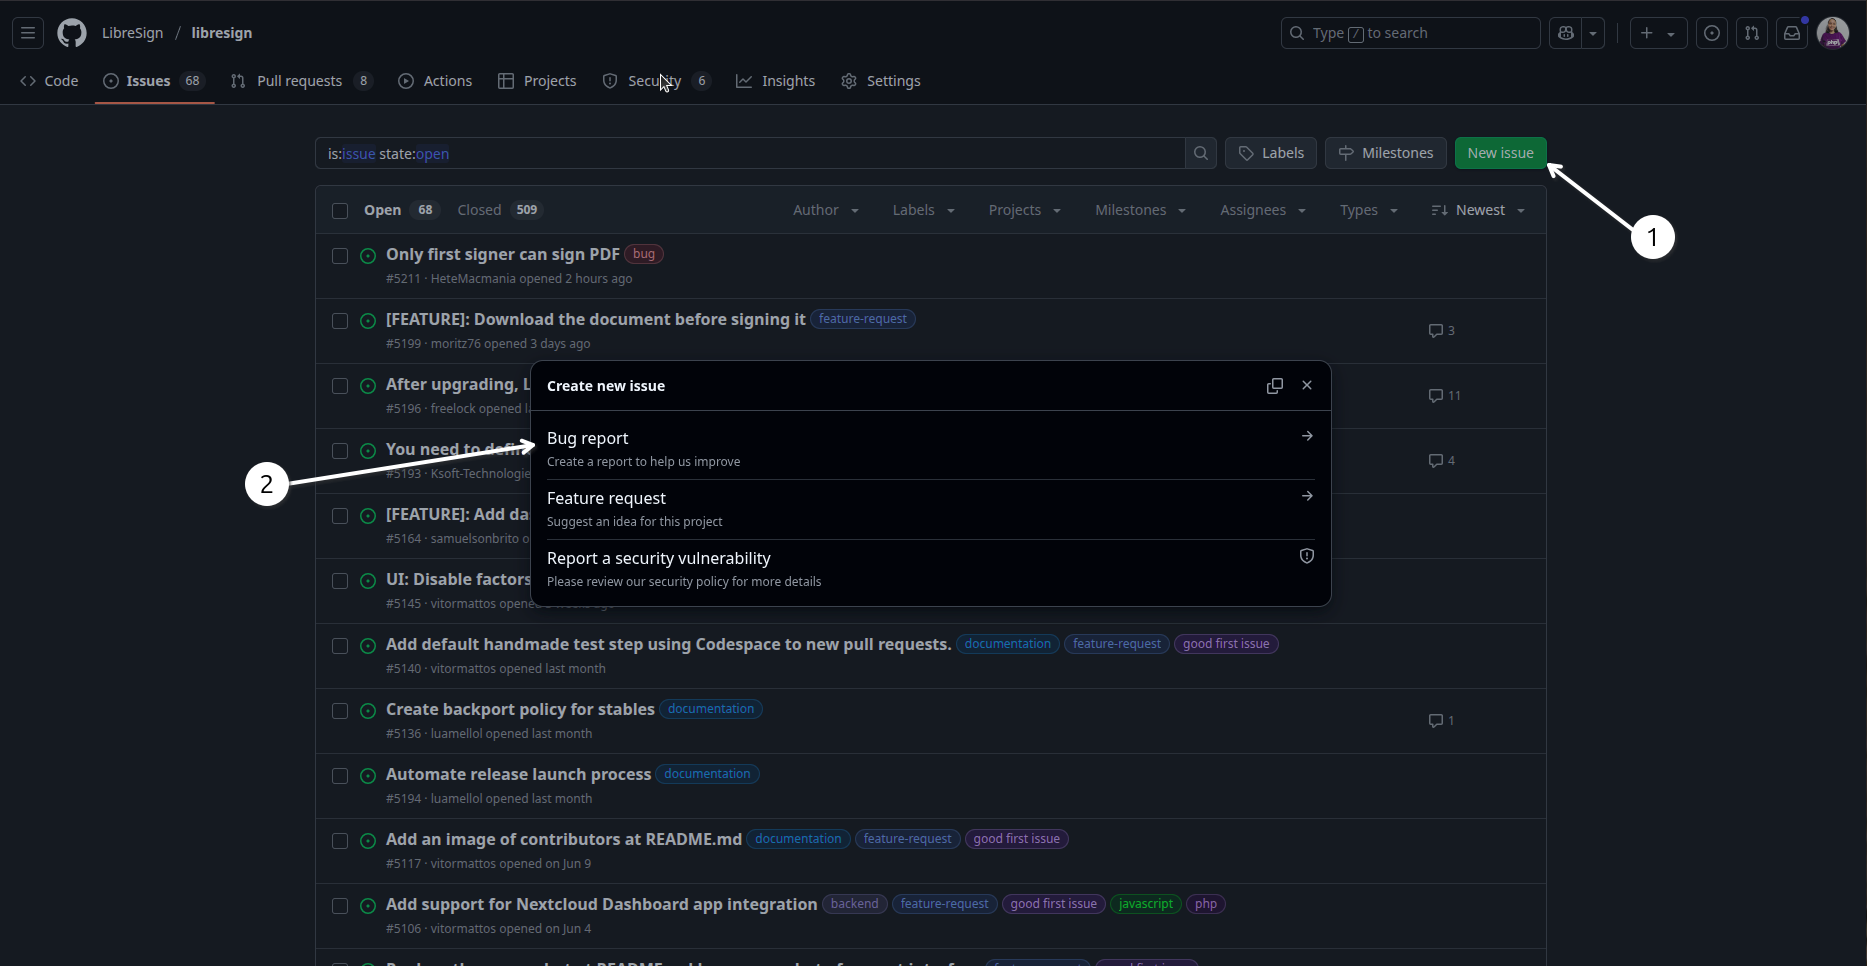 LibreSign / libresign
Type / to search
Code Issues 68 Pull requests 8 Actions Projects Security 6 Insights Settings
is:issue state:open Labels Milestones New issue
1
Open 68 Closed 509 Author Labels Projects Milestones Assignees Types Newest
Only first signer can sign PDF bug
#5211 · HeteMacmania opened 2 hours ago
[FEATURE]: Download the document before signing it feature-request
3
#5199 · moritz76 opened 3 days ago
After upgrading, L
11
#5196 · freelock opened
You need to defin
4
#5193 · Ksoft-Technologie
[FEATURE]: Add da
#5164 · samuelsonbrito o
UI: Disable factors
#5145 · vitormattos opened weeks ago
Create new issue
2
Bug report
Create a report to help us improve
Feature request
Suggest an idea for this project
Report a security vulnerability
Please review our security policy for more details
Add default handmade test step using Codespace to new pull requests. documentation feature-request good first issue
#5140 · vitormattos opened last month
Create backport policy for stables documentation
1
#5136 · luamellol opened last month
Automate release launch process documentation
#5194 · luamellol opened last month
Add an image of contributors at README.md documentation feature-request good first issue
#5117 · vitormattos opened on Jun 9
Add support for Nextcloud Dashboard app integration backend feature-request good first issue javascript php
#5106 · vitormattos opened on Jun 4